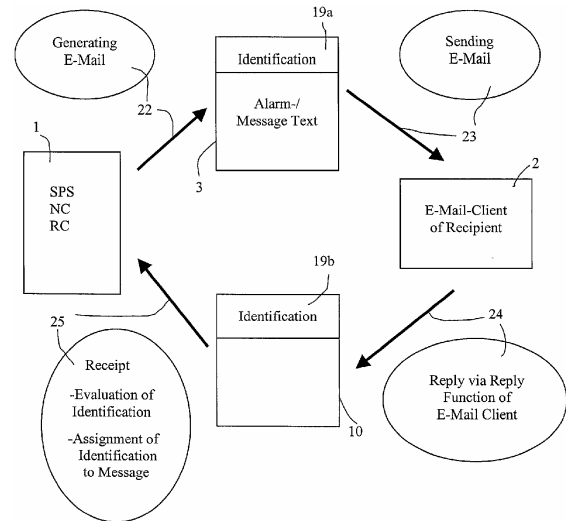 Generating
E-Mail
22
19a
Identification
Alarm-/
Message Text
3
Sending
E-Mail
23
1
SPS
NC
RC
2
E-Mail-Client
of Recipient
19b
Identification
10
24
Reply via Reply
Function of
E-Mail Client
25
Receipt
-Evaluation of
Identification
-Assignment of
Identification
to Message